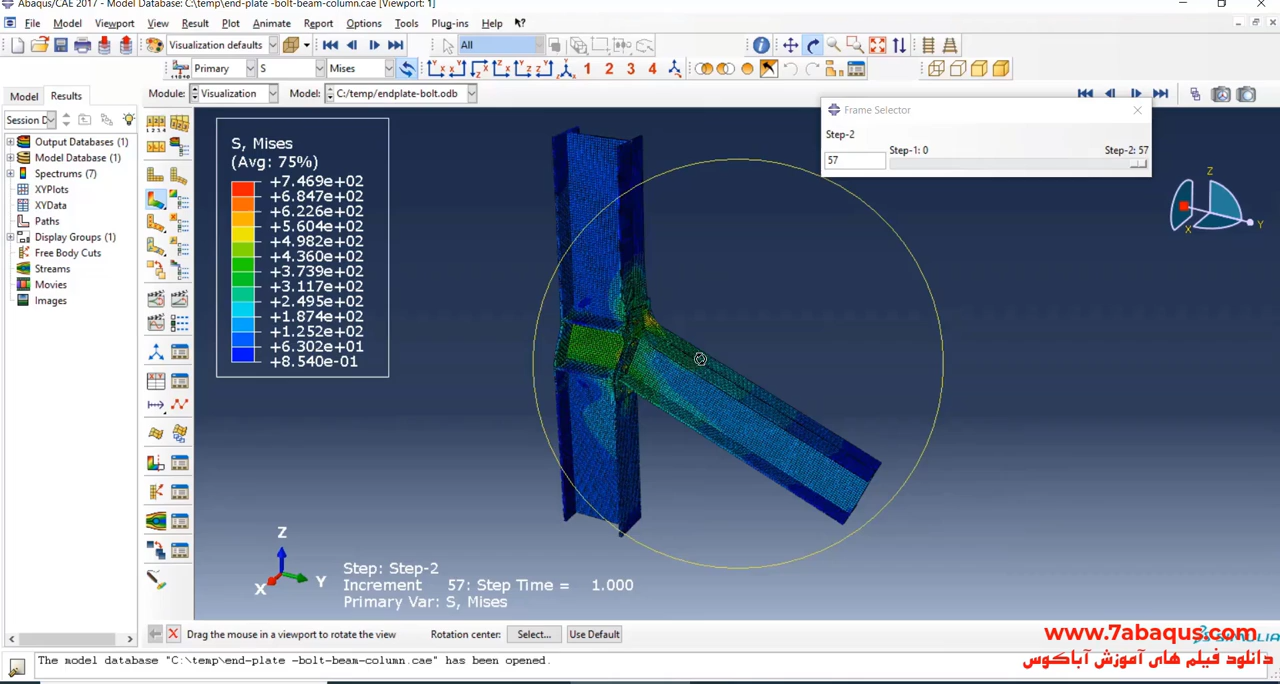 Abaqus/CAE 2017 - Model Database: C:\temp\end-plate -bolt-beam-column.cae [Viewport: 1]
File Model Viewport View Result Plot Animate Report Options Tools Plug-ins Help
Visualization defaults All
Primary S Mises 1 2 3 4
Model Results Module: Visualization Model: C:/temp/endplate-bolt.odb
Session D
Output Databases (1)
Model Database (1)
Spectrums (7)
XYPlots
XYData
Paths
Display Groups (1)
Free Body Cuts
Streams
Movies
Images
S, Mises
(Avg: 75%)
+7.469e+02
+6.847e+02
+6.226e+02
+5.604e+02
+4.982e+02
+4.360e+02
+3.739e+02
+3.117e+02
+2.495e+02
+1.874e+02
+1.252e+02
+6.302e+01
+8.540e-01
Frame Selector
Step-2
57 Step-1: 0 Step-2: 57
Z
X
Y
Z
X
Y
Step: Step-2
Increment 57: Step Time = 1.000
Primary Var: S, Mises
Drag the mouse in a viewport to rotate the view Rotation center: Select... Use Default
www.7abaqus.com
دانلود فیلم های آموزش آباکوس
The model database "C:\temp\end-plate -bolt-beam-column.cae" has been opened.